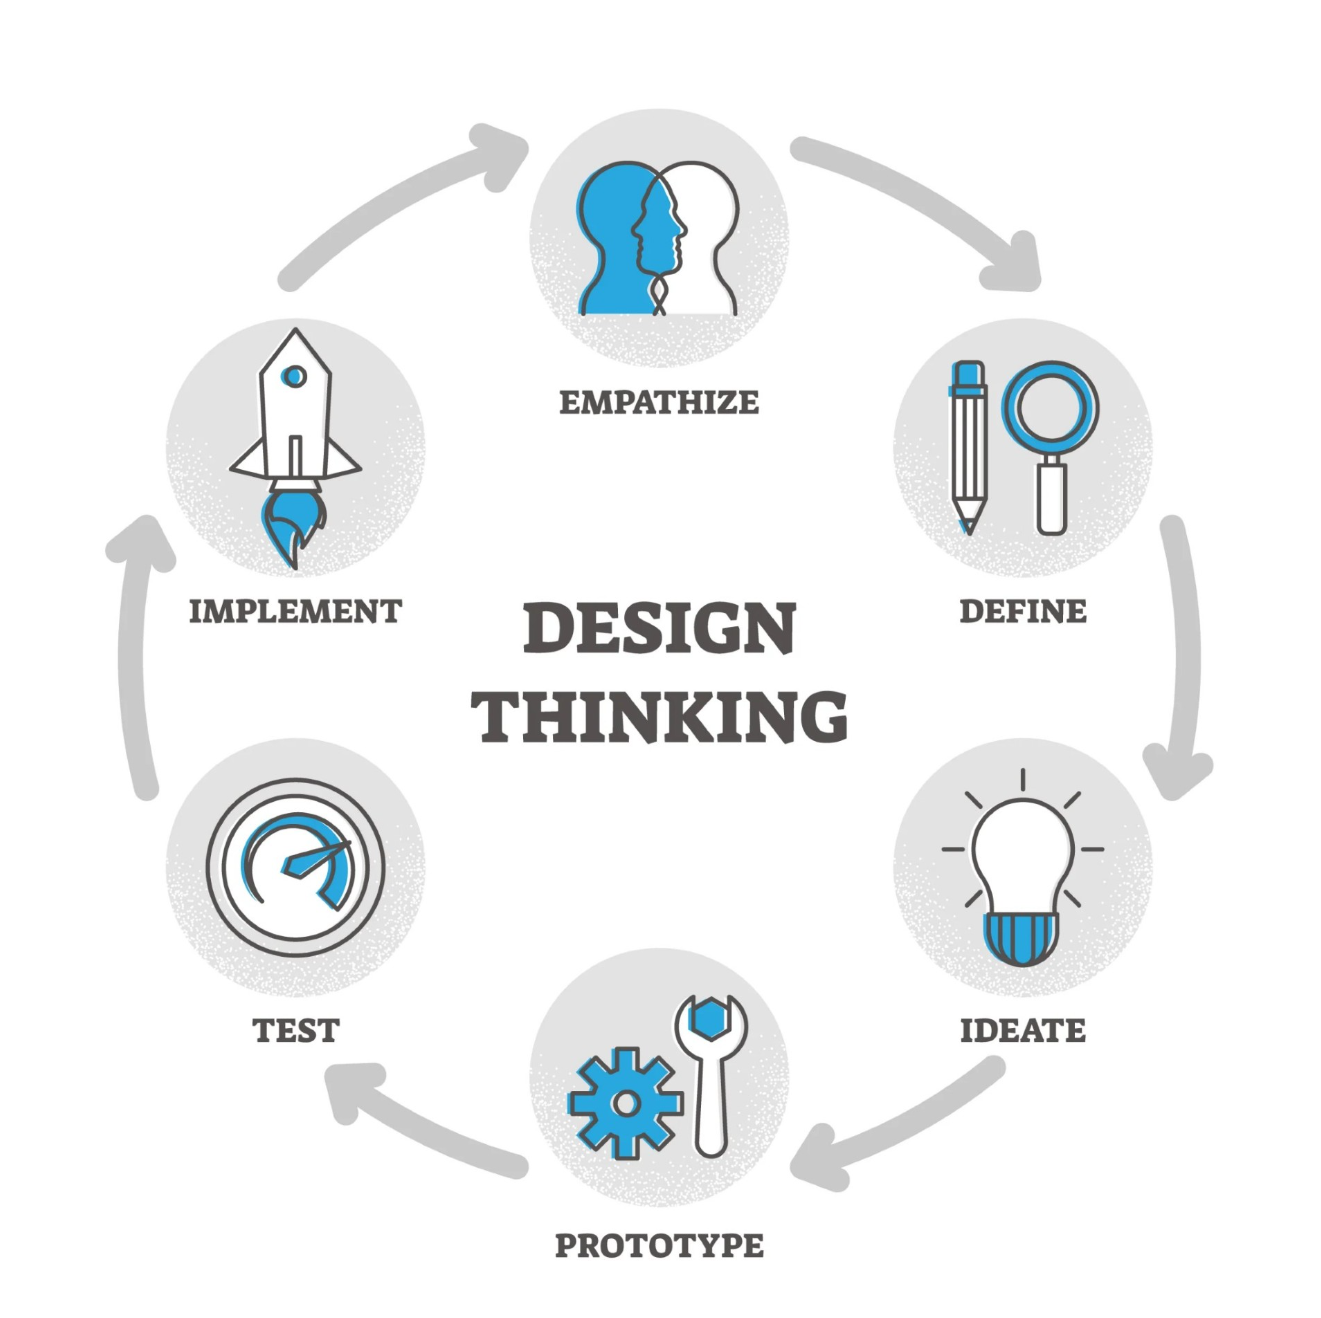 EMPATHIZE
DEFINE
IDEATE
PROTOTYPE
TEST
IMPLEMENT
DESIGN
THINKING